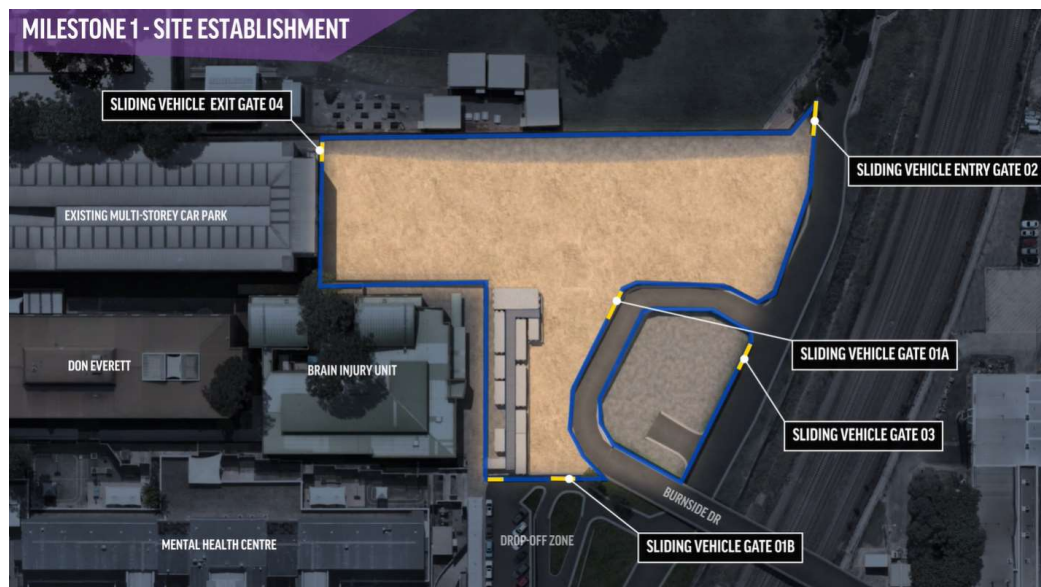 MILESTONE 1 - SITE ESTABLISHMENT
SLIDING VEHICLE EXIT GATE 04
SLIDING VEHICLE ENTRY GATE 02
EXISTING MULTI-STOREY CAR PARK
SLIDING VEHICLE GATE 01A
DON EVERETT
BRAIN INJURY UNIT
SLIDING VEHICLE GATE 03
BURNSIDE DR
DROP-OFF ZONE
MENTAL HEALTH CENTRE
SLIDING VEHICLE GATE 01B